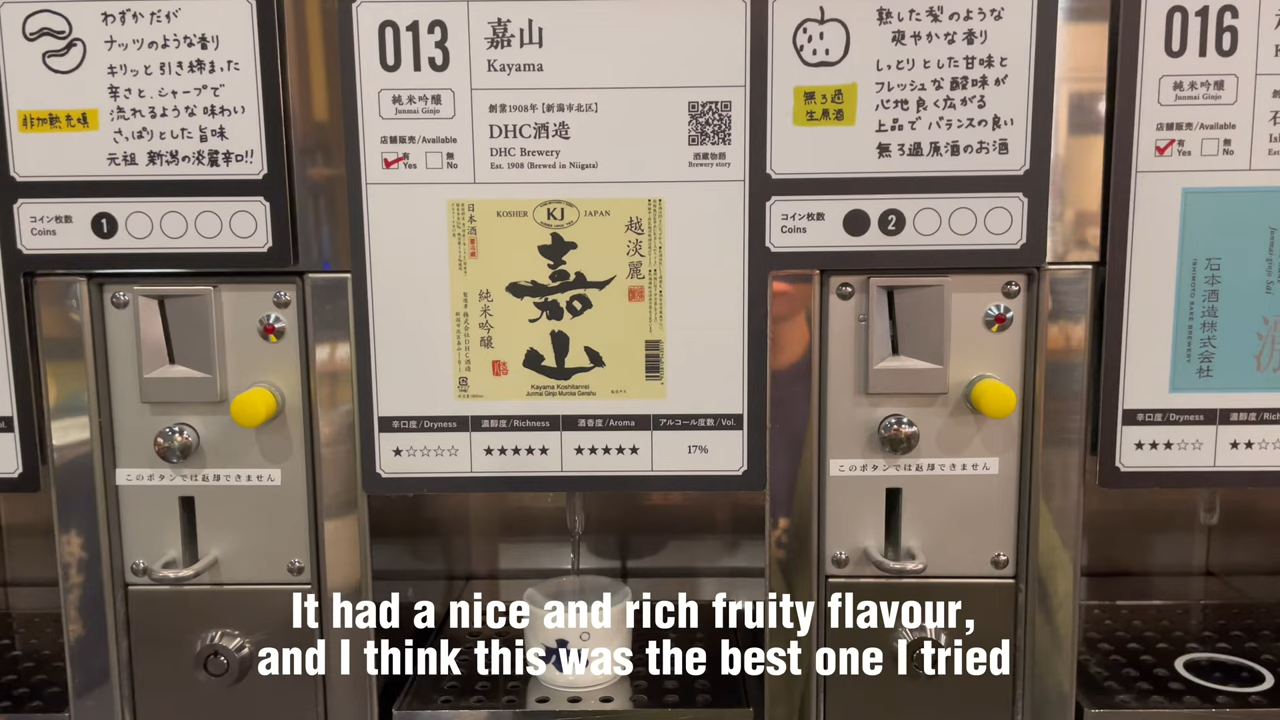 わずかだが
ナッツのような香り
キリッと引き締まった
辛さと、シャープで
流れるような味わい
さっぱりとした旨味
元祖 新潟の淡麗辛口!!
非加熱充填
コイン枚数
Coins
1
013
嘉山
Kayama
純米吟醸
Junmai Ginjo
店舗販売/Available
有
Yes
無
No
創業1908年【新潟市北区】
DHC酒造
DHC Brewery
Est. 1908 (Brewed in Niigata)
酒蔵物語
Brewery story
日本酒
KOSHER KJ JAPAN
越淡麗
嘉山
純米吟醸
製造者 株式会社DHC酒造
Kayama Koshitanrei
Junmai Ginjo Muroka Genshu
辛口度/Dryness
濃醇度/Richness
酒香度/Aroma
アルコール度数/Vol.
★☆☆☆☆
★★★★★
★★★★★
17%
熟した梨のような
爽やかな香り
しっとりとした甘味と
フレッシュな酸味が
心地良く広がる
上品でバランスの良い
無ろ過原酒のお酒
無ろ過
生原酒
コイン枚数
Coins
2
016
純米吟醸
Junmai Ginjo
店舗販売/Available
有
Yes
無
No
石本酒造株式会社
ISHIMOTO SAKE BREWERY
Junmai ginjo Sai
辛口度/Dryness
★★★☆☆
このボタンでは返却できません
このボタンでは返却できません
It had a nice and rich fruity flavour,
and I think this was the best one I tried